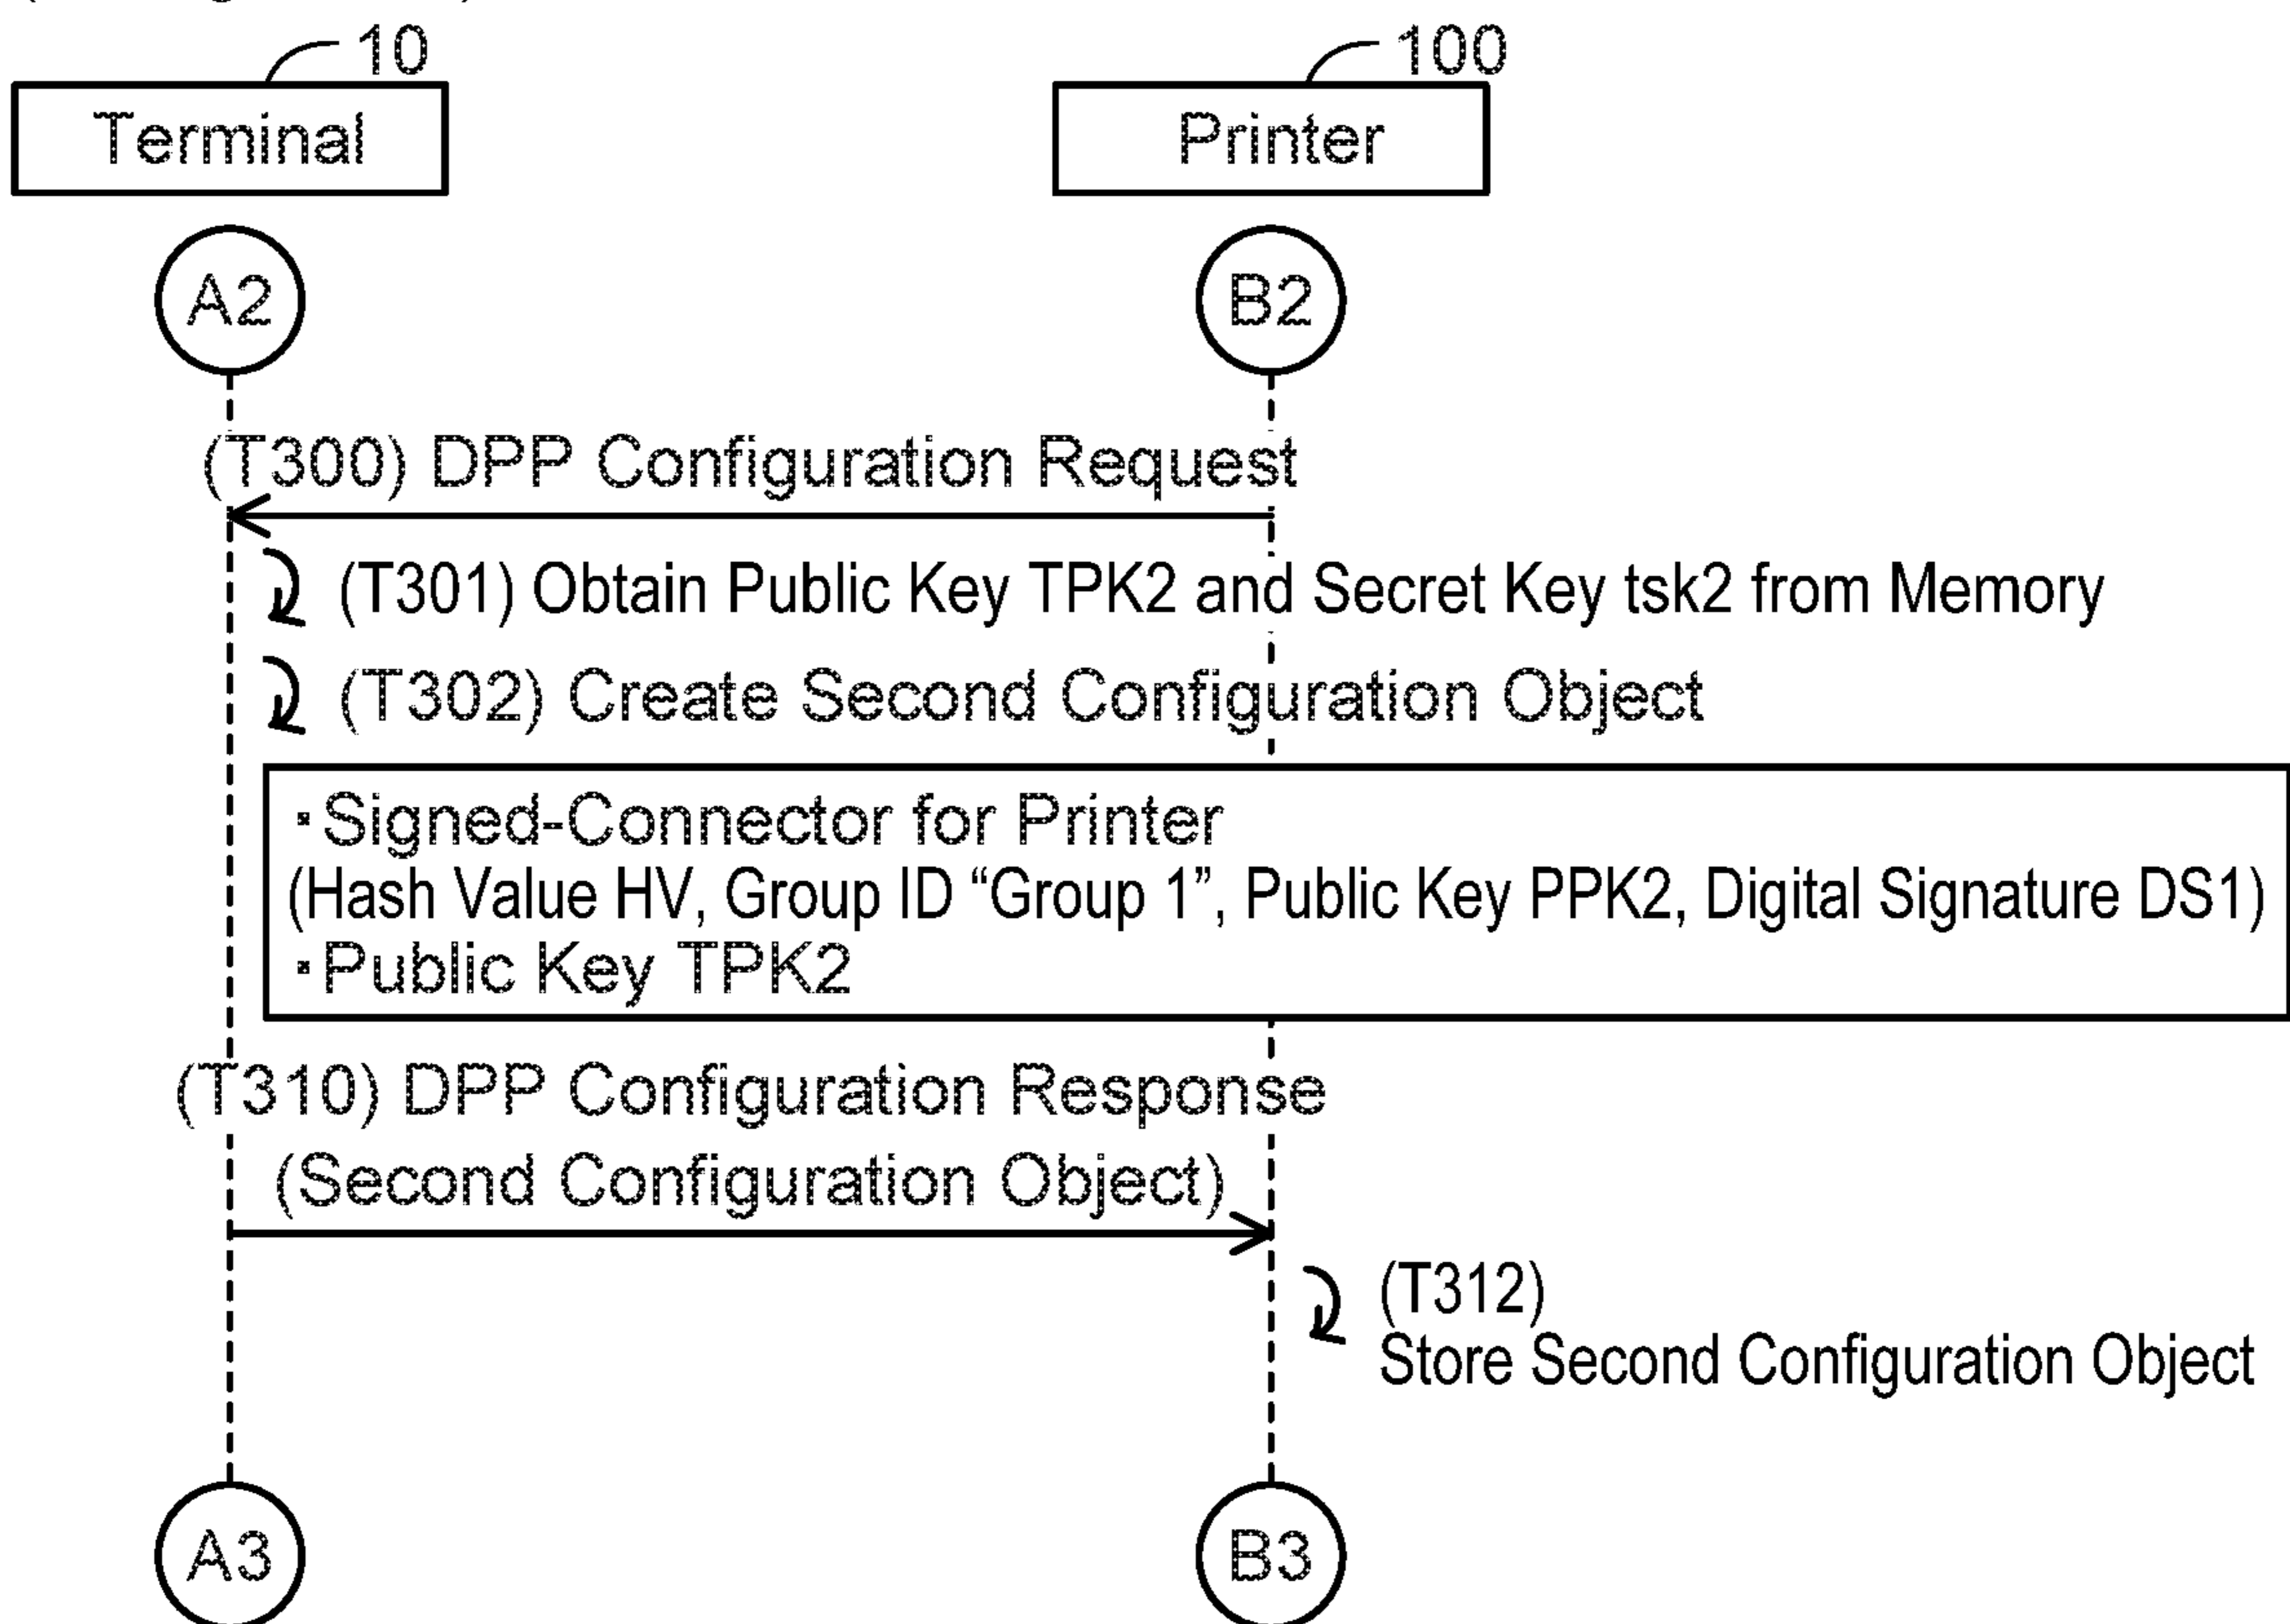 10
100
Terminal
Printer
A2
B2
(T300) DPP Configuration Request
(T301) Obtain Public Key TPK2 and Secret Key tsk2 from Memory
(T302) Create Second Configuration Object
・Signed-Connector for Printer
(Hash Value HV, Group ID “Group 1”, Public Key PPK2, Digital Signature DS1)
・Public Key TPK2
(T310) DPP Configuration Response
(Second Configuration Object)
(T312)
Store Second Configuration Object
A3
B3